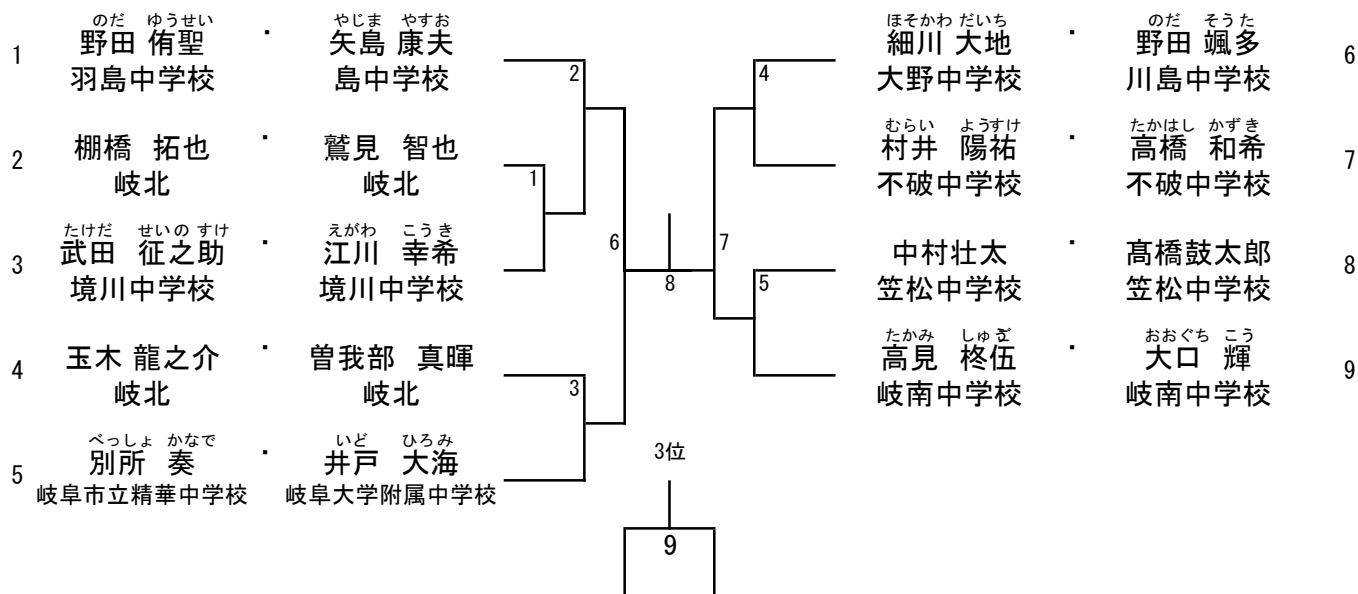 のだ ゆうせい ・ やじま やすお
1 野田 侑聖 矢島 康夫
羽島中学校 島中学校
2 棚橋 拓也 ・ 鷲見 智也
岐北 岐北
たけだ せいの すけ ・ えがわ こうき
3 武田 征之助 江川 幸希
境川中学校 境川中学校
4 玉木 龍之介 ・ 曽我部 真暉
岐北 岐北
べっしょ かなで ・ いど ひろみ
5 別所 奏 井戸 大海
岐阜市立精華中学校 岐阜大学附属中学校
2
1
6
3
8
3位
9
4
7
5
ほそかわ だいち ・ のだ そうた
細川 大地 野田 颯多 6
大野中学校 川島中学校
むらい ようすけ ・ たかはし かずき
村井 陽祐 高橋 和希 7
不破中学校 不破中学校
中村壮太 ・髙橋鼓太郎 8
笠松中学校 笠松中学校
たかみ しゅうご ・ おおぐち こう
高見 柊伍 大口 輝 9
岐南中学校 岐南中学校